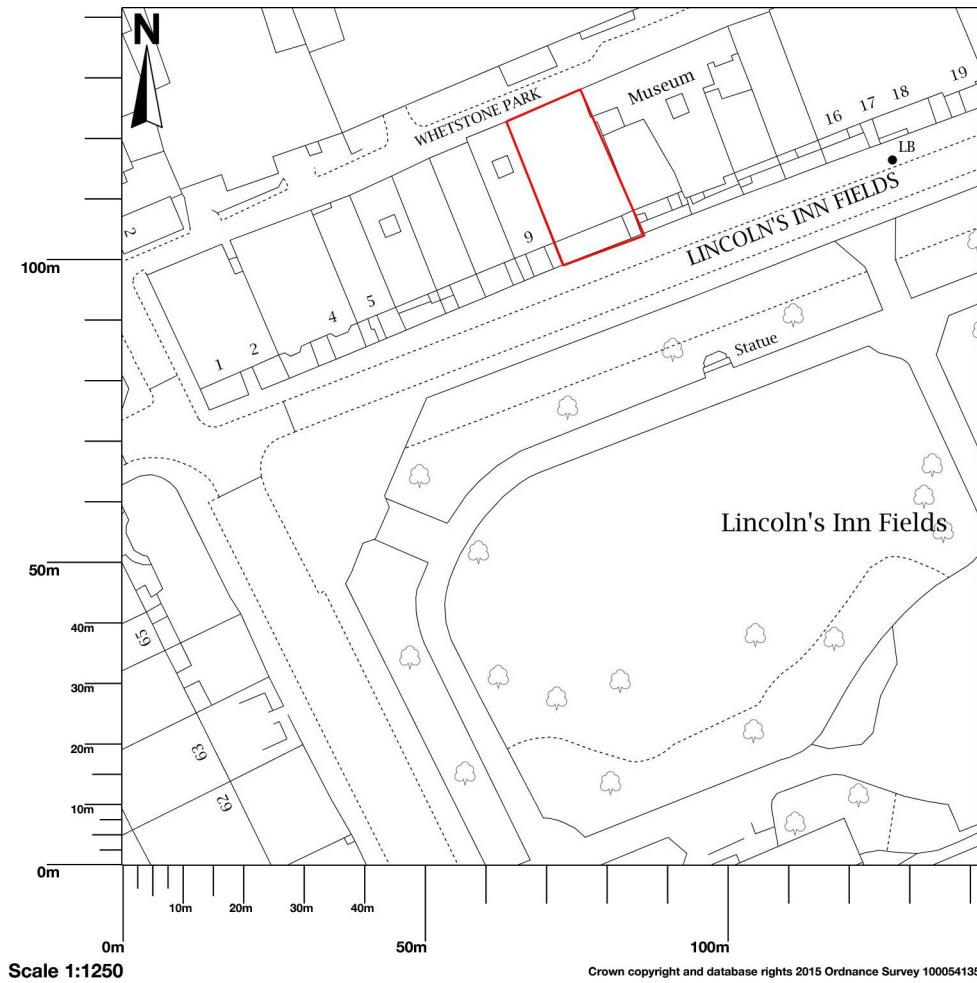 N
WHETSTONE PARK
Museum
19
18
17
16
LB
LINCOLN'S INN FIELDS
9
2
5
4
2
1
Statue
Lincoln's Inn Fields
65
63
62
100m
50m
40m
30m
20m
10m
0m
10m
20m
30m
40m
0m
50m
100m
Scale 1:1250
Crown copyright and database rights 2015 Ordnance Survey 100054135